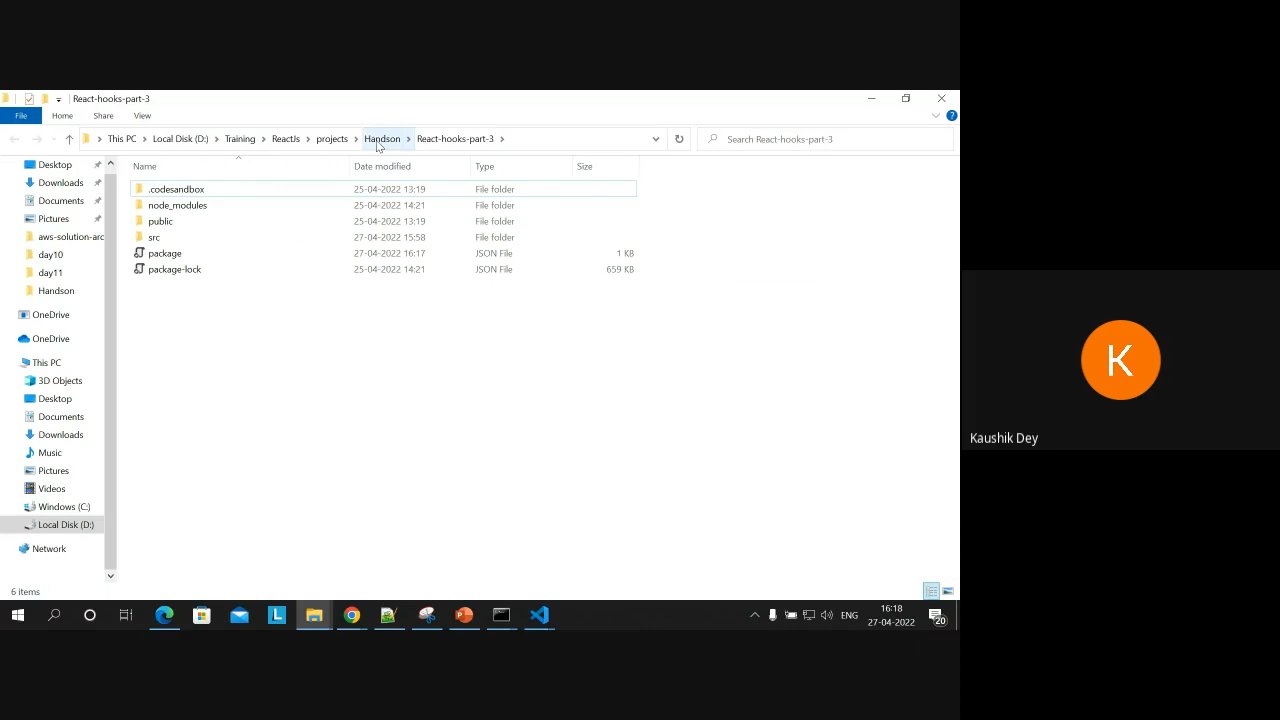 React-hooks-part-3
File Home Share View
This PC Local Disk (D:) Training ReactJs projects Handson React-hooks-part-3
Search React-hooks-part-3
Name Date modified Type Size
.codesandbox 25-04-2022 13:19 File folder
node_modules 25-04-2022 14:21 File folder
public 25-04-2022 13:19 File folder
src 27-04-2022 15:58 File folder
package 27-04-2022 16:17 JSON File 1 KB
package-lock 25-04-2022 14:21 JSON File 659 KB
Desktop
Downloads
Documents
Pictures
aws-solution-arc
day10
day11
Handson
OneDrive
OneDrive
This PC
3D Objects
Desktop
Documents
Downloads
Music
Pictures
Videos
Windows (C:)
Local Disk (D:)
Network
6 items
K
Kaushik Dey
L
ENG
16:18
27-04-2022
20